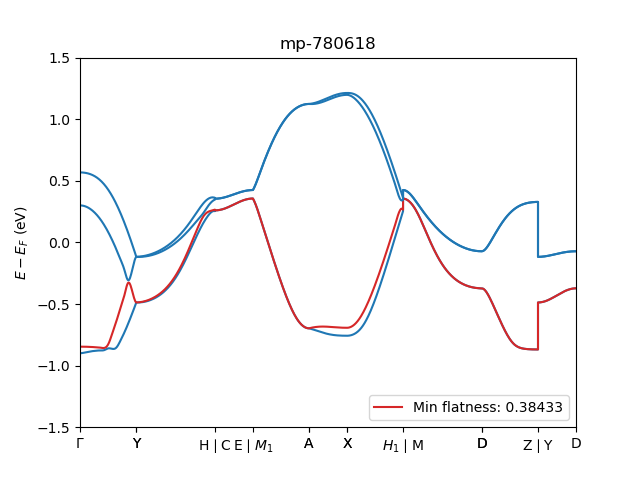 mp-780618
1.5
1.0
0.5
0.0
−0.5
−1.0
−1.5
E − E_F (eV)
Min flatness: 0.38433
Γ Y H | C E | M₁ A X H₁ | M D Z | Y D